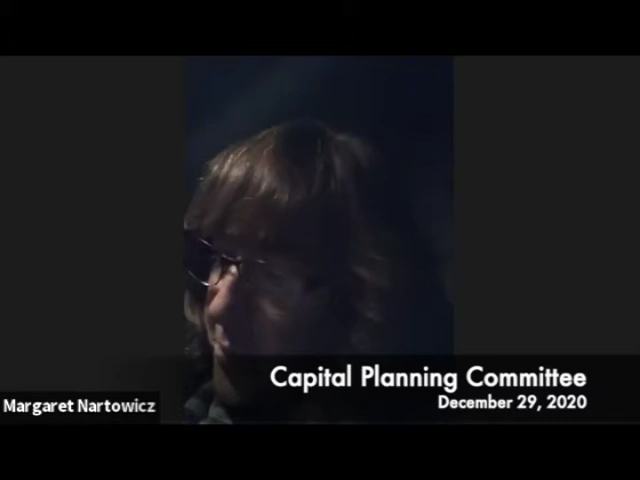 Capital Planning Committee
December 29, 2020
Margaret Nartowicz